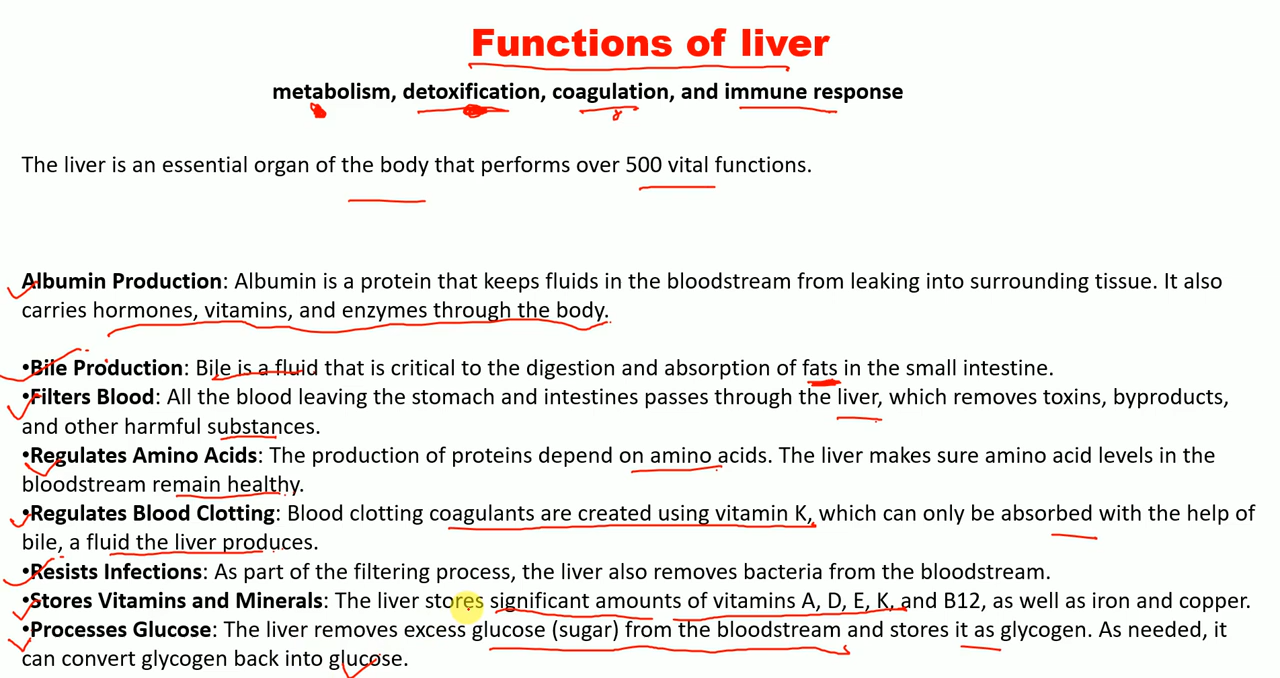 Functions of liver
metabolism, detoxification, coagulation, and immune response
The liver is an essential organ of the body that performs over 500 vital functions.
Albumin Production: Albumin is a protein that keeps fluids in the bloodstream from leaking into surrounding tissue. It also
carries hormones, vitamins, and enzymes through the body.
•Bile Production: Bile is a fluid that is critical to the digestion and absorption of fats in the small intestine.
•Filters Blood: All the blood leaving the stomach and intestines passes through the liver, which removes toxins, byproducts,
and other harmful substances.
•Regulates Amino Acids: The production of proteins depend on amino acids. The liver makes sure amino acid levels in the
bloodstream remain healthy.
•Regulates Blood Clotting: Blood clotting coagulants are created using vitamin K, which can only be absorbed with the help of
bile, a fluid the liver produces.
•Resists Infections: As part of the filtering process, the liver also removes bacteria from the bloodstream.
•Stores Vitamins and Minerals: The liver stores significant amounts of vitamins A, D, E, K, and B12, as well as iron and copper.
•Processes Glucose: The liver removes excess glucose (sugar) from the bloodstream and stores it as glycogen. As needed, it
can convert glycogen back into glucose.